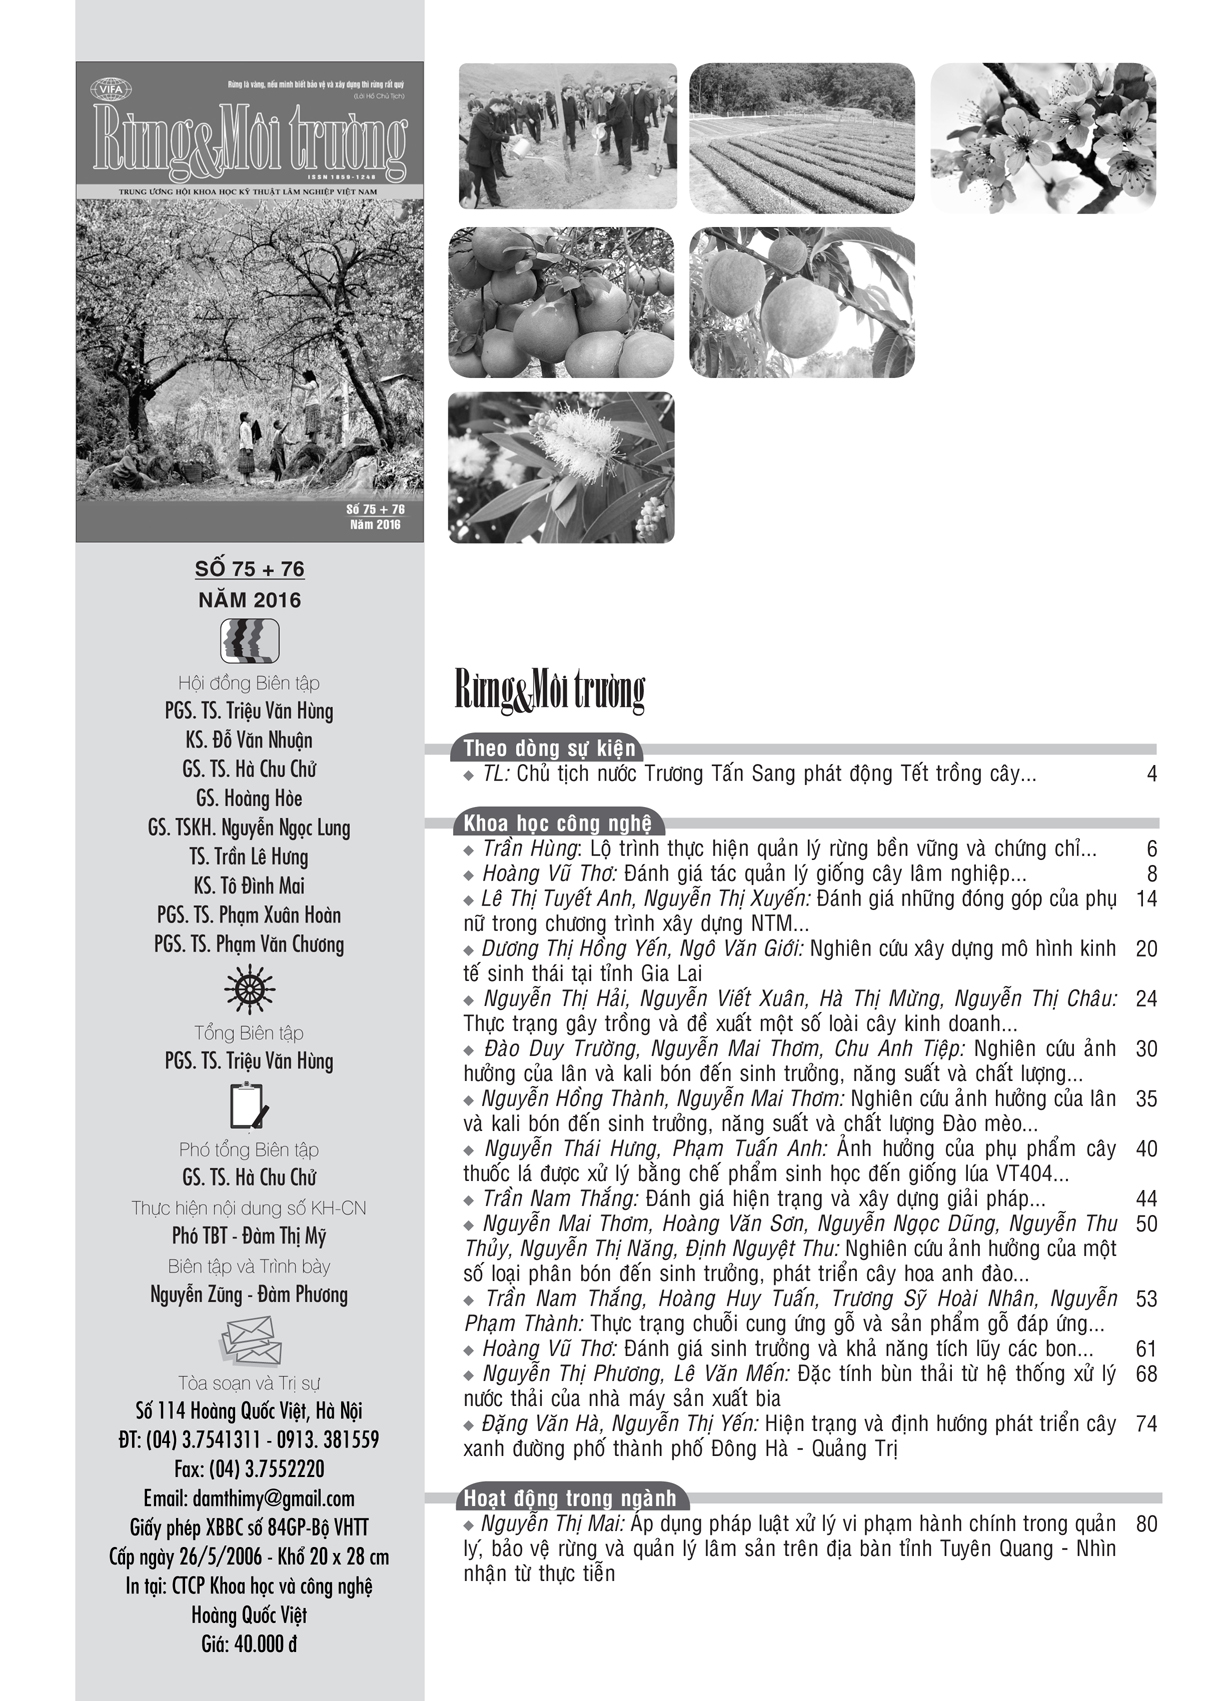 VIFA
Rừng là vàng, nếu mình biết bảo vệ và xây dựng thì rừng rất quý
(Lời Hồ Chủ Tịch)
Rừng&Môi trường
ISSN 1859-1248
TRUNG ƯƠNG HỘI KHOA HỌC KỸ THUẬT LÂM NGHIỆP VIỆT NAM
Số 75 + 76
Năm 2016
SỐ 75 + 76
NĂM 2016
Hội đồng Biên tập
PGS. TS. Triệu Văn Hùng
KS. Đỗ Văn Nhuận
GS. TS. Hà Chu Chử
GS. Hoàng Hòe
GS. TSKH. Nguyễn Ngọc Lung
TS. Trần Lê Hưng
KS. Tô Đình Mai
PGS. TS. Phạm Xuân Hoàn
PGS. TS. Phạm Văn Chương
Tổng Biên tập
PGS. TS. Triệu Văn Hùng
Phó tổng Biên tập
GS. TS. Hà Chu Chử
Thực hiện nội dung số KH-CN
Phó TBT - Đàm Thị Mỹ
Biên tập và Trình bày
Nguyễn Zũng - Đàm Phương
Tòa soạn và Trị sự
Số 114 Hoàng Quốc Việt, Hà Nội
ĐT: (04) 3.7541311 - 0913. 381559
Fax: (04) 3.7552220
Email: damthimy@gmail.com
Giấy phép XBBC số 84GP-Bộ VHTT
Cấp ngày 26/5/2006 - Khổ 20 x 28 cm
In tại: CTCP Khoa học và công nghệ
Hoàng Quốc Việt
Giá: 40.000 đ
Rừng&Môi trường
Theo dòng sự kiện
◆ TL: Chủ tịch nước Trương Tấn Sang phát động Tết trồng cây... 4
Khoa học công nghệ
◆ Trần Hùng: Lộ trình thực hiện quản lý rừng bền vững và chứng chỉ... 6
◆ Hoàng Vũ Thơ: Đánh giá tác quản lý giống cây lâm nghiệp... 8
◆ Lê Thị Tuyết Anh, Nguyễn Thị Xuyến: Đánh giá những đóng góp của phụ 14
nữ trong chương trình xây dựng NTM...
◆ Dương Thị Hồng Yến, Ngô Văn Giới: Nghiên cứu xây dựng mô hình kinh 20
tế sinh thái tại tỉnh Gia Lai
◆ Nguyễn Thị Hải, Nguyễn Viết Xuân, Hà Thị Mừng, Nguyễn Thị Châu: 24
Thực trạng gây trồng và đề xuất một số loài cây kinh doanh...
◆ Đào Duy Trường, Nguyễn Mai Thơm, Chu Anh Tiệp: Nghiên cứu ảnh 30
hưởng của lân và kali bón đến sinh trưởng, năng suất và chất lượng...
◆ Nguyễn Hồng Thành, Nguyễn Mai Thơm: Nghiên cứu ảnh hưởng của lân 35
và kali bón đến sinh trưởng, năng suất và chất lượng Đào mèo...
◆ Nguyễn Thái Hưng, Phạm Tuấn Anh: Ảnh hưởng của phụ phẩm cây 40
thuốc lá được xử lý bằng chế phẩm sinh học đến giống lúa VT404...
◆ Trần Nam Thắng: Đánh giá hiện trạng và xây dựng giải pháp... 44
◆ Nguyễn Mai Thơm, Hoàng Văn Sơn, Nguyễn Ngọc Dũng, Nguyễn Thu 50
Thủy, Nguyễn Thị Năng, Định Nguyệt Thu: Nghiên cứu ảnh hưởng của một
số loại phân bón đến sinh trưởng, phát triển cây hoa anh đào...
◆ Trần Nam Thắng, Hoàng Huy Tuấn, Trương Sỹ Hoài Nhân, Nguyễn 53
Phạm Thành: Thực trạng chuỗi cung ứng gỗ và sản phẩm gỗ đáp ứng...
◆ Hoàng Vũ Thơ: Đánh giá sinh trưởng và khả năng tích lũy các bon... 61
◆ Nguyễn Thị Phương, Lê Văn Mến: Đặc tính bùn thải từ hệ thống xử lý 68
nước thải của nhà máy sản xuất bia
◆ Đặng Văn Hà, Nguyễn Thị Yến: Hiện trạng và định hướng phát triển cây 74
xanh đường phố thành phố Đông Hà - Quảng Trị
Hoạt động trong ngành
◆ Nguyễn Thị Mai: Áp dụng pháp luật xử lý vi phạm hành chính trong quản 80
lý, bảo vệ rừng và quản lý lâm sản trên địa bàn tỉnh Tuyên Quang - Nhìn
nhận từ thực tiễn